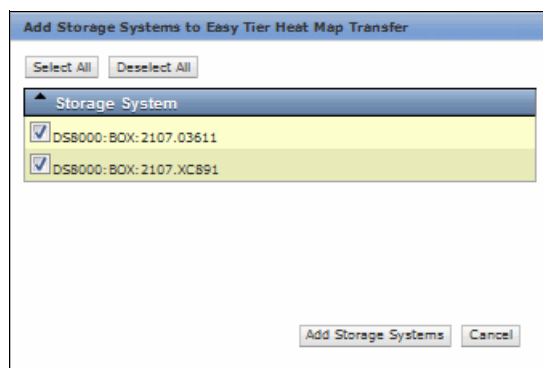 Add Storage Systems to Easy Tier Heat Map Transfer
Select All Deselect All
Storage System
DS8000:BOX:2107.03611
DS8000:BOX:2107.XC891
Add Storage Systems Cancel